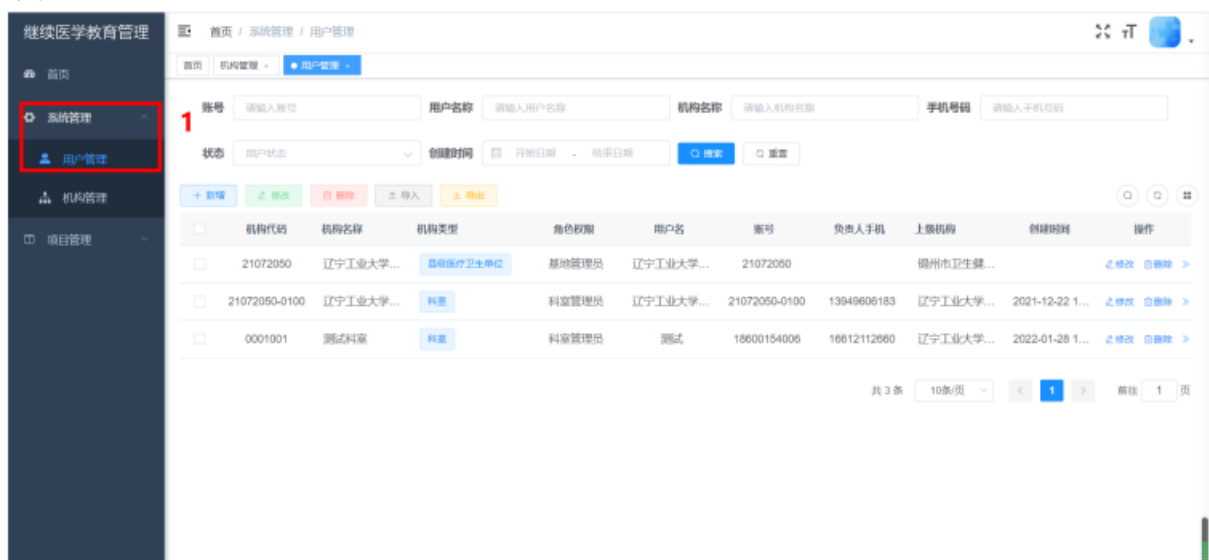 继续医学教育管理
首页 / 系统管理 / 用户管理
首页 机构管理 × 用户管理 ×
首页
系统管理
用户管理
机构管理
项目管理
1
账号 请输入账号 用户名称 请输入用户名称 机构名称 请输入机构名称 手机号码 请输入手机号码
状态 用户状态 创建时间 开始日期 - 结束日期 搜索 重置
+ 新增 修改 删除 导入 导出
机构代码 机构名称 机构类型 角色权限 用户名 账号 负责人手机 上级机构 创建时间 操作
21072050 辽宁工业大学... 县级医疗卫生单位 基地管理员 辽宁工业大学... 21072050 锦州市卫生健... 修改 删除 »
21072050-0100 辽宁工业大学... 科室 科室管理员 辽宁工业大学... 21072050-0100 13949606183 辽宁工业大学... 2021-12-22 1... 修改 删除 »
0001001 测试科室 科室 科室管理员 测试 18600154006 16612112660 辽宁工业大学... 2022-01-28 1... 修改 删除 »
共 3 条 10条/页 < 1 > 前往 1 页